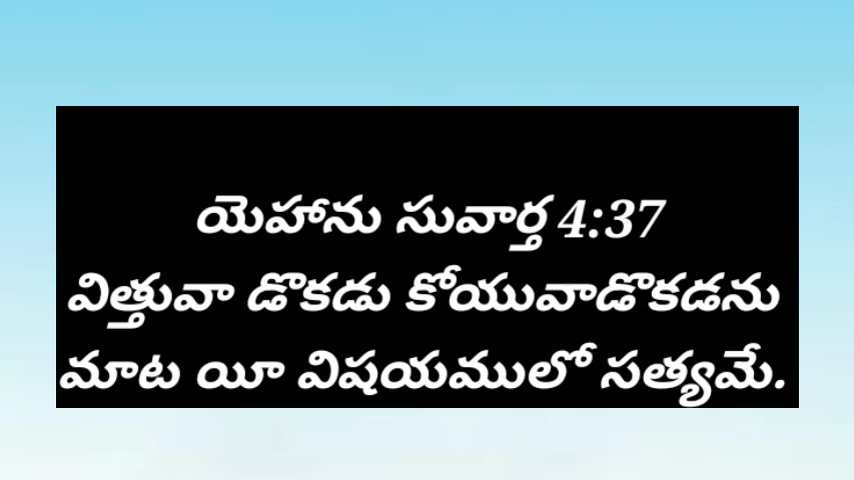 యెహాను సువార్త 4:37
విత్తువా డొకడు కోయువాడొకడను
మాట యీ విషయములో సత్యమే.